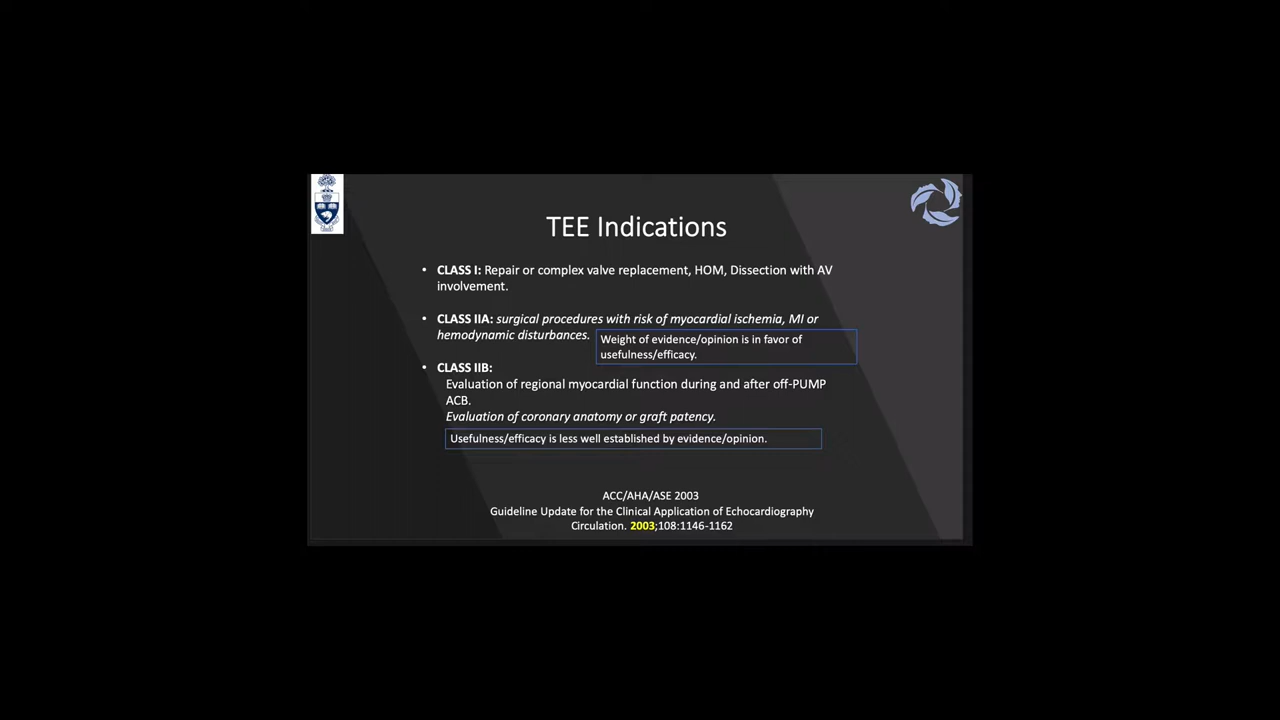 TEE Indications
• CLASS I: Repair or complex valve replacement, HOM, Dissection with AV
involvement.
• CLASS IIA: surgical procedures with risk of myocardial ischemia, MI or
hemodynamic disturbances.
Weight of evidence/opinion is in favor of
usefulness/efficacy.
• CLASS IIB:
Evaluation of regional myocardial function during and after off-PUMP
ACB.
Evaluation of coronary anatomy or graft patency.
Usefulness/efficacy is less well established by evidence/opinion.
ACC/AHA/ASE 2003
Guideline Update for the Clinical Application of Echocardiography
Circulation. 2003;108:1146-1162